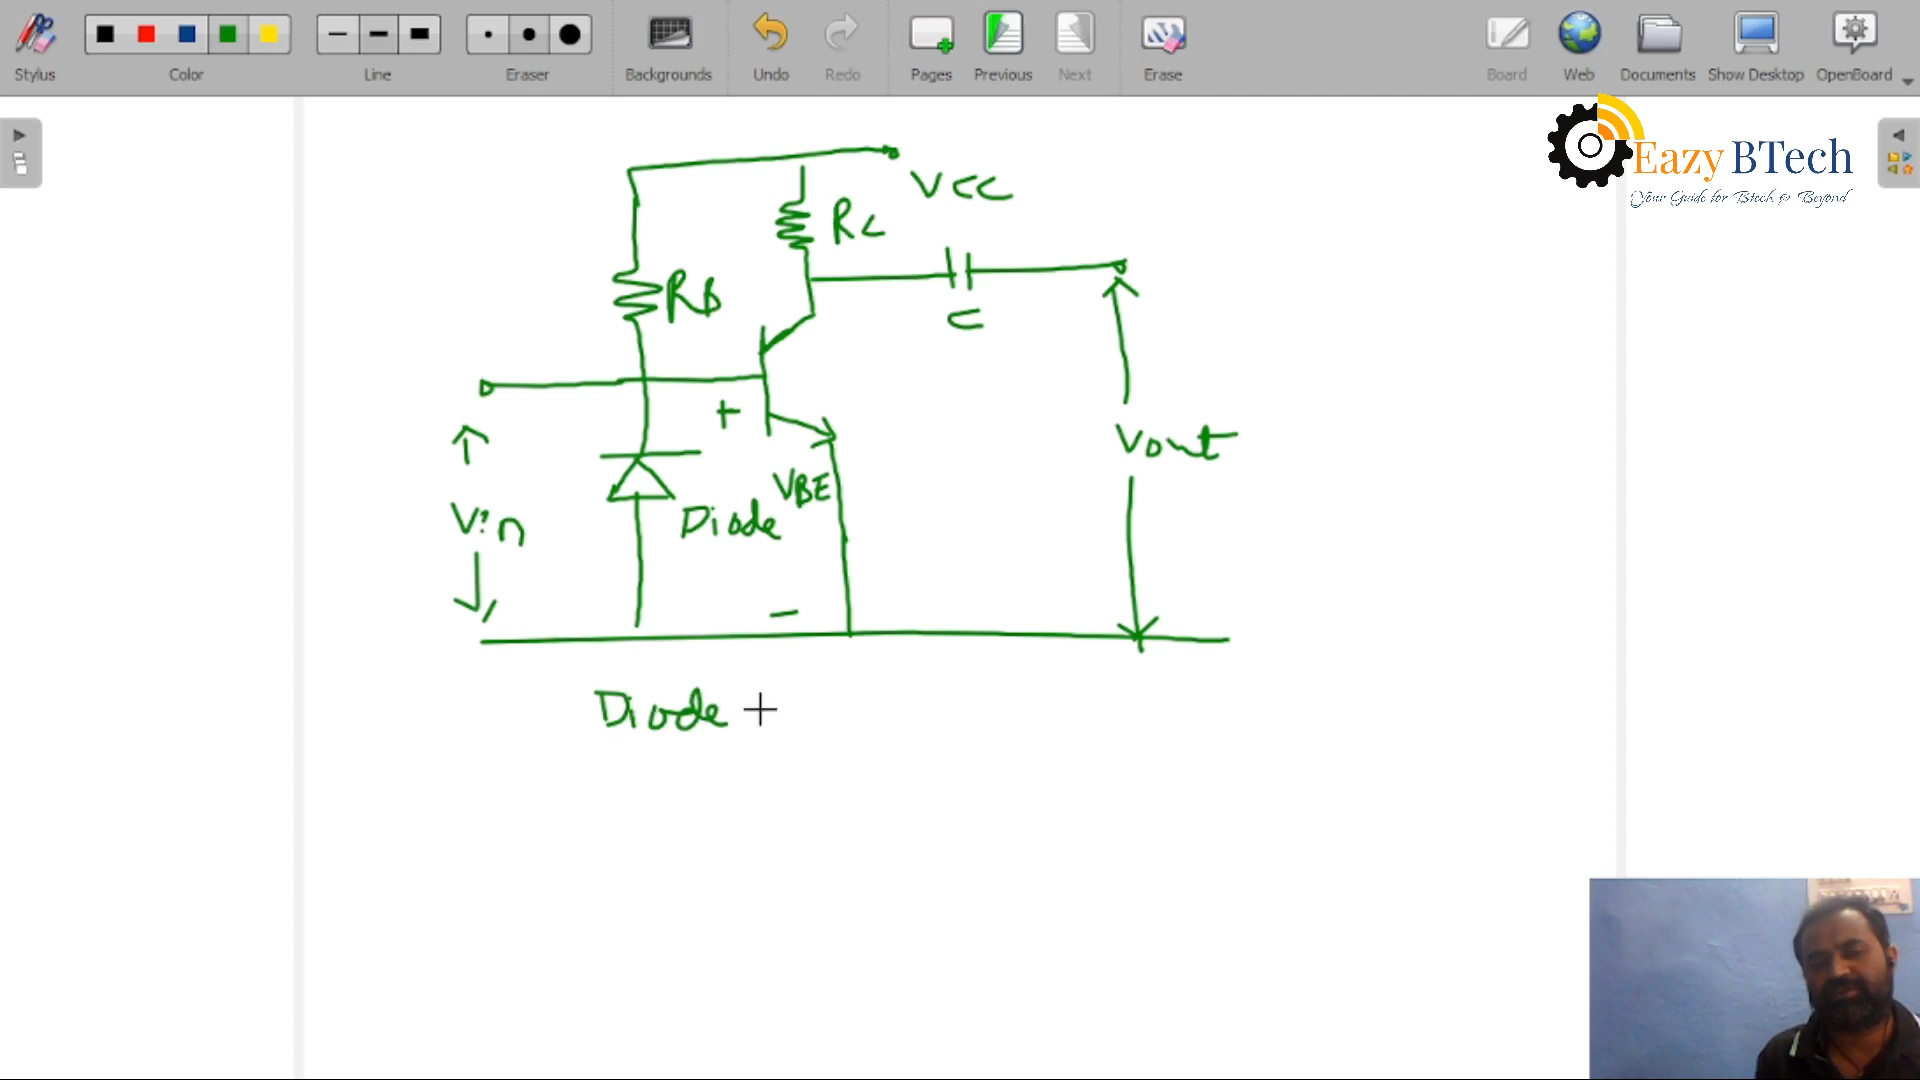 Stylus Color Line Eraser Backgrounds Undo Redo Pages Previous Next Erase Board Web Documents Show Desktop OpenBoard
Eazy BTech
Your Guide for Btech & Beyond
VCC
RC
RB
C
+
Vout
VBE
Vin
Diode
-
Diode